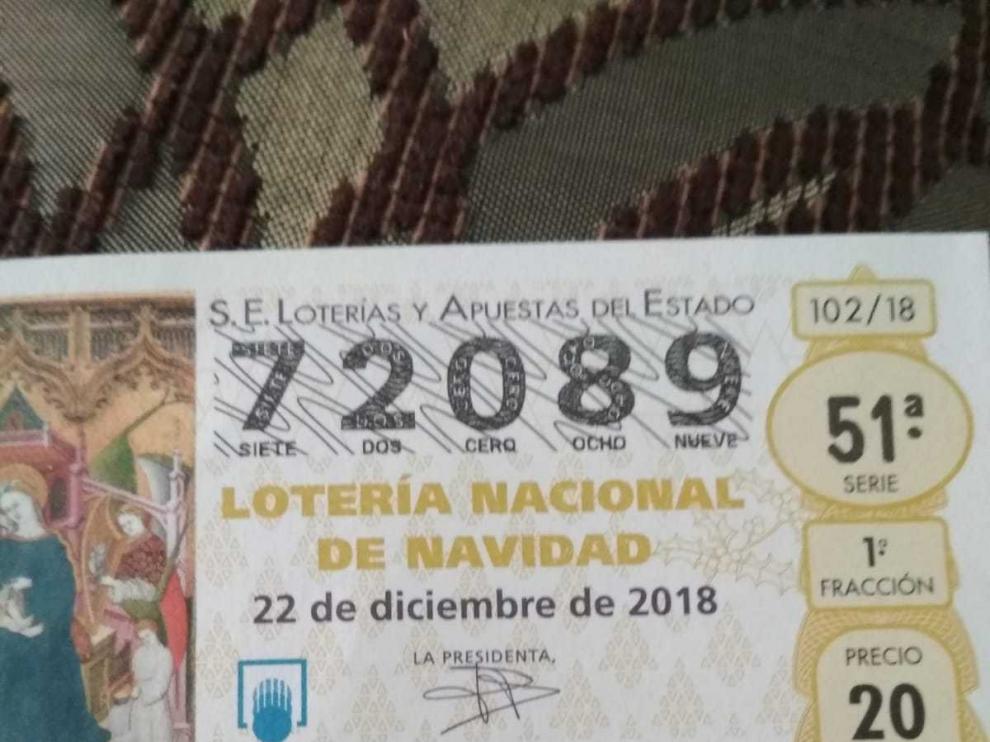 S.E. LOTERÍAS Y APUESTAS DEL ESTADO
72089
SIETE DOS CERO OCHO NUEVE
LOTERÍA NACIONAL
DE NAVIDAD
22 de diciembre de 2018
LA PRESIDENTA,
102/18
51ª
SERIE
1ª
FRACCIÓN
PRECIO
20